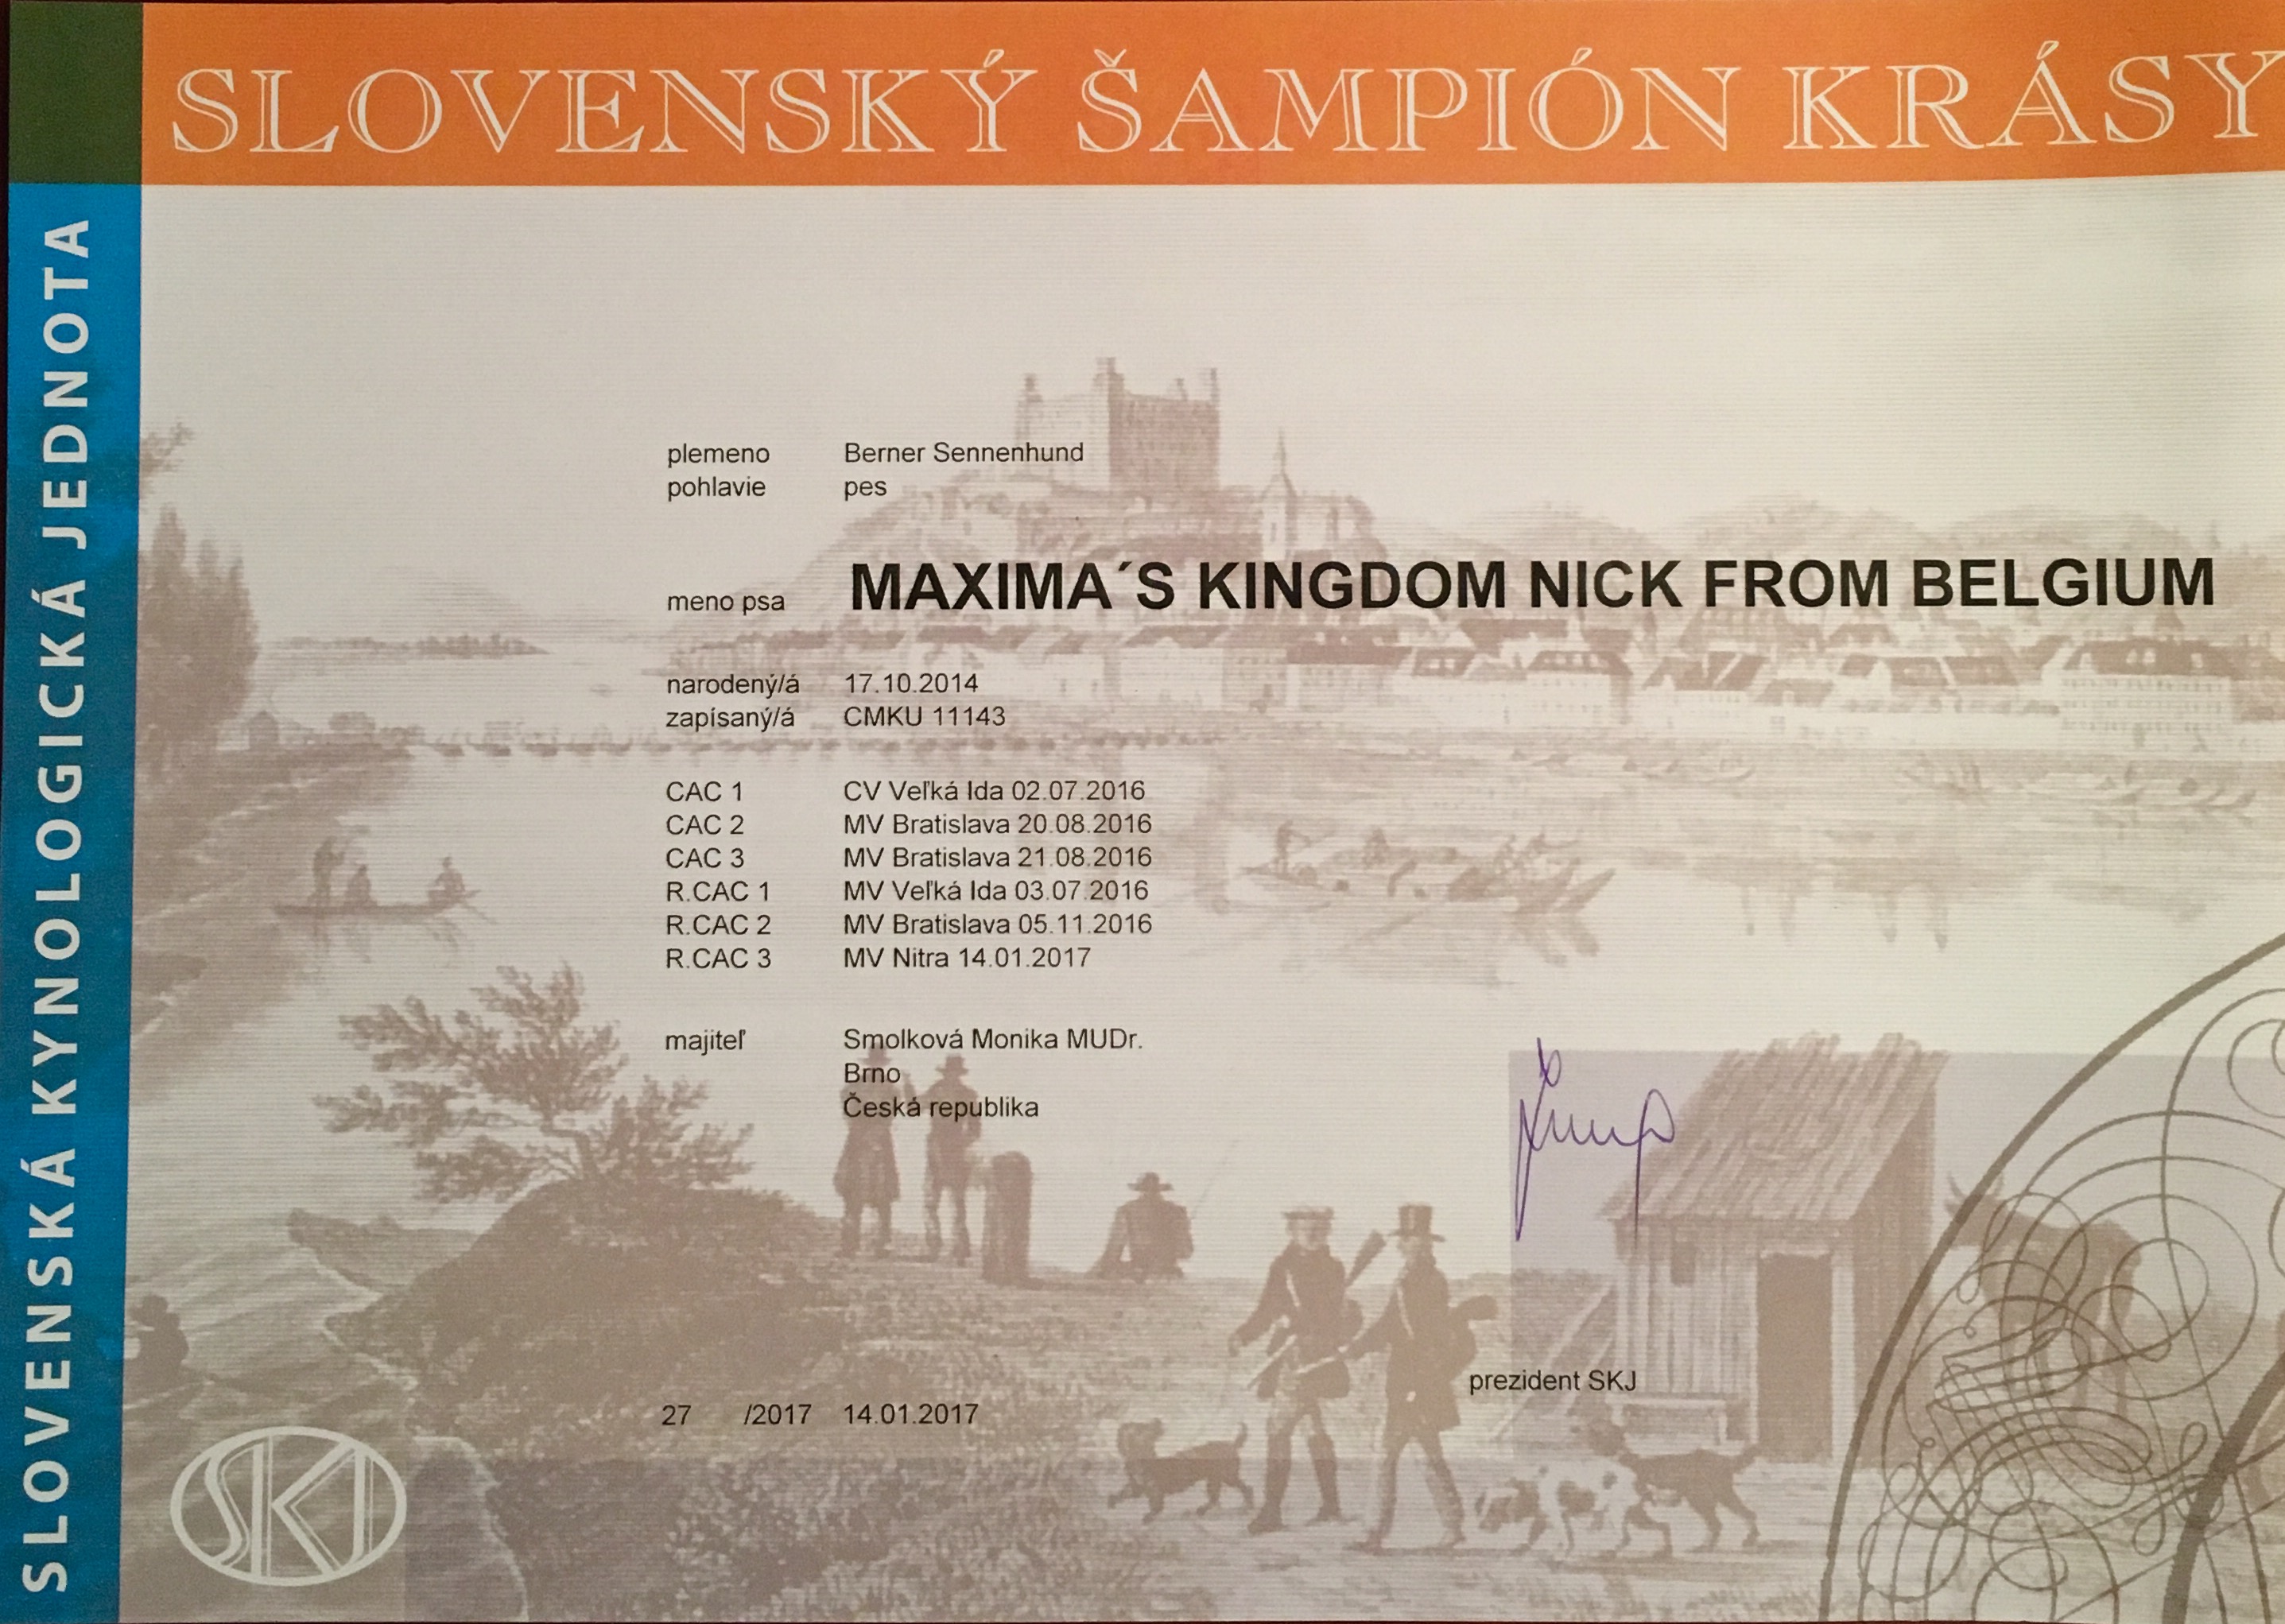 SLOVENSKÝ ŠAMPIÓN KRÁSY
SLOVENSKÁ KYNOLOGICKÁ JEDNOTA
plemeno Berner Sennenhund
pohlavie pes
meno psa MAXIMA´S KINGDOM NICK FROM BELGIUM
narodený/á 17.10.2014
zapísaný/á CMKU 11143
CAC 1 CV Veľká Ida 02.07.2016
CAC 2 MV Bratislava 20.08.2016
CAC 3 MV Bratislava 21.08.2016
R.CAC 1 MV Veľká Ida 03.07.2016
R.CAC 2 MV Bratislava 05.11.2016
R.CAC 3 MV Nitra 14.01.2017
majiteľ Smolková Monika MUDr.
Brno
Česká republika
prezident SKJ
27 /2017 14.01.2017
SKJ